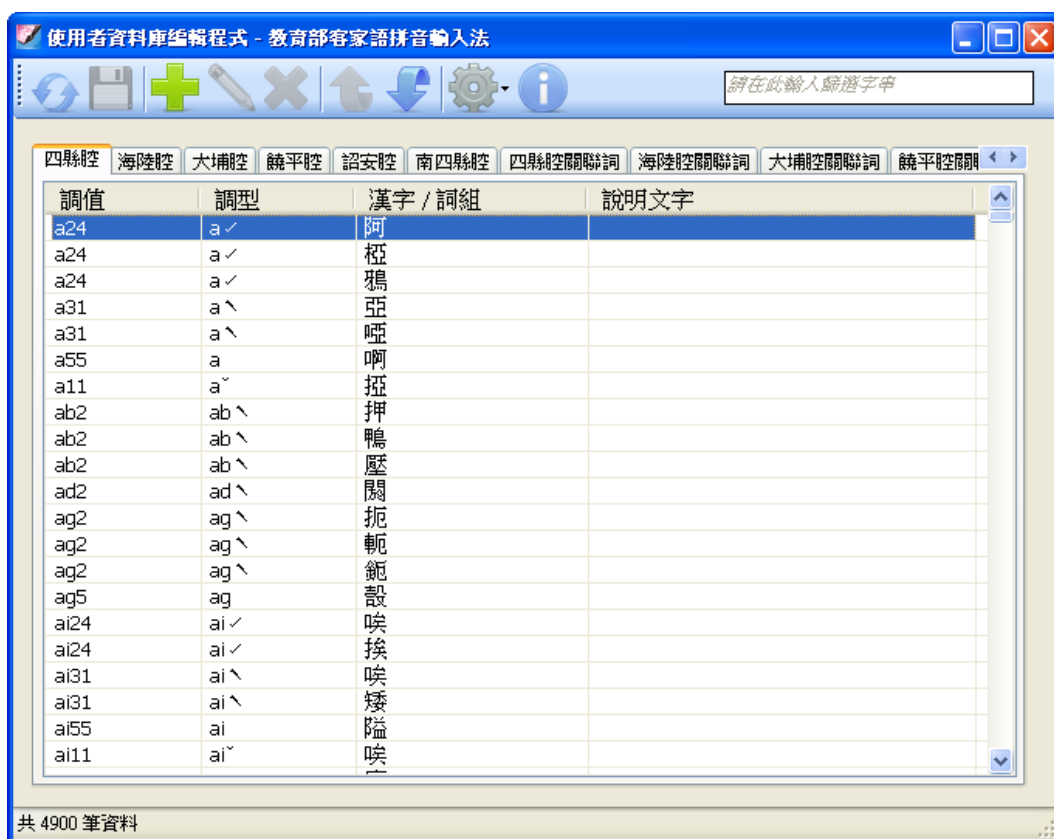 使用者資料庫編輯程式 - 教育部客家語拼音輸入法
請在此輸入篩選字串
四縣腔 海陸腔 大埔腔 饒平腔 詔安腔 南四縣腔 四縣腔關聯詞 海陸腔關聯詞 大埔腔關聯詞 饒平腔關
調值 調型 漢字 / 詞組 說明文字
a24 aˊ 阿
a24 aˊ 椏
a24 aˊ 鴉
a31 aˋ 亞
a31 aˋ 啞
a55 a 啊
a11 aˇ 挜
ab2 abˋ 押
ab2 abˋ 鴨
ab2 abˋ 壓
ad2 adˋ 閼
ag2 agˋ 扼
ag2 agˋ 軛
ag2 agˋ
ag5 ag
ai24 aiˊ 唉
ai24 aiˊ 挨
ai31 aiˋ 唉
ai31 aiˋ 矮
ai55 ai 隘
ai11 aiˇ 唉
共 4900 筆資料